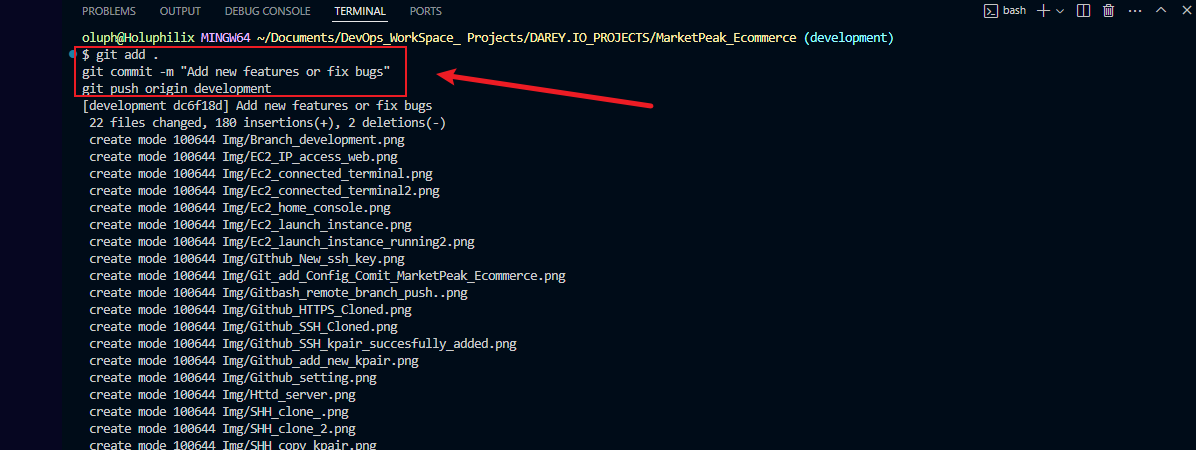 PROBLEMS OUTPUT DEBUG CONSOLE TERMINAL PORTS bash
oluph@Holuphilix MINGW64 ~/Documents/DevOps_WorkSpace_ Projects/DAREY.IO_PROJECTS/MarketPeak_Ecommerce (development)
$ git add .
git commit -m "Add new features or fix bugs"
git push origin development
[development dc6f18d] Add new features or fix bugs
22 files changed, 180 insertions(+), 2 deletions(-)
create mode 100644 Img/Branch_development.png
create mode 100644 Img/EC2_IP_access_web.png
create mode 100644 Img/Ec2_connected_terminal.png
create mode 100644 Img/Ec2_connected_terminal2.png
create mode 100644 Img/Ec2_home_console.png
create mode 100644 Img/Ec2_launch_instance.png
create mode 100644 Img/Ec2_launch_instance_running2.png
create mode 100644 Img/GIthub_New_ssh_key.png
create mode 100644 Img/Git_add_Config_Comit_MarketPeak_Ecommerce.png
create mode 100644 Img/Gitbash_remote_branch_push..png
create mode 100644 Img/Github_HTTPS_Cloned.png
create mode 100644 Img/Github_SSH_Cloned.png
create mode 100644 Img/Github_SSH_kpair_succesfully_added.png
create mode 100644 Img/Github_add_new_kpair.png
create mode 100644 Img/Github_setting.png
create mode 100644 Img/Httd_server.png
create mode 100644 Img/SHH_clone_.png
create mode 100644 Img/SHH_clone_2.png
create mode 100644 Img/SHH_copy_kpair.png